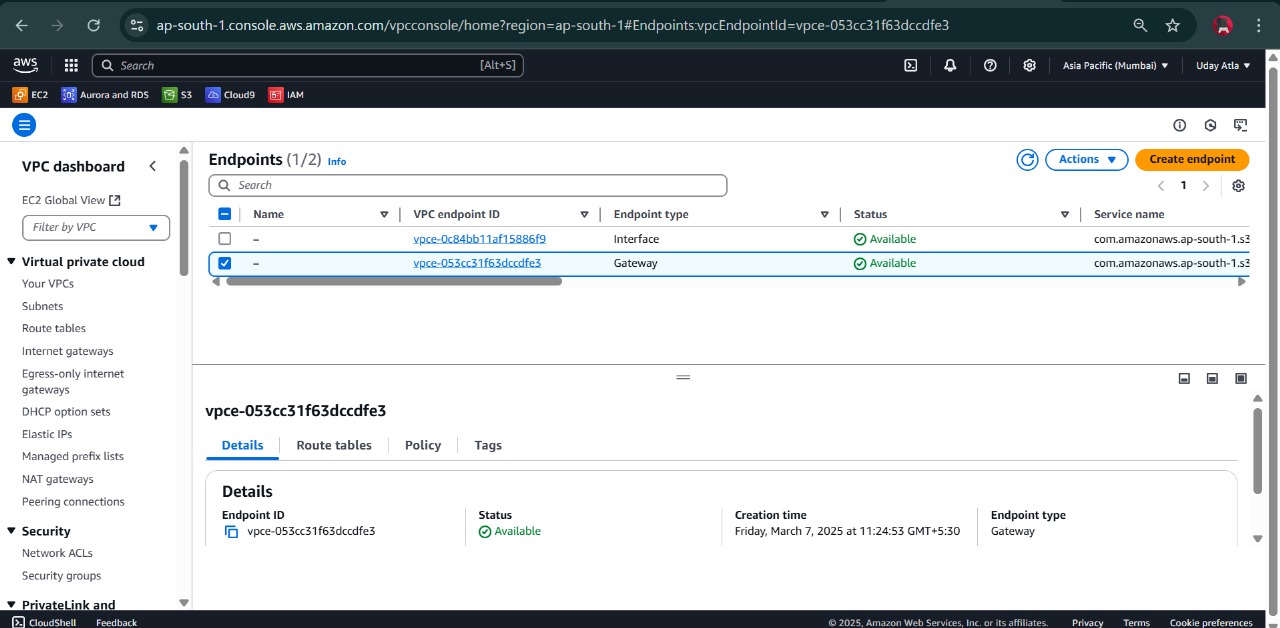 ap-south-1.console.aws.amazon.com/vpcconsole/home?region=ap-south-1#Endpoints:vpcEndpointId=vpce-053cc31f63dccdfe3
aws Search [Alt+S] Asia Pacific (Mumbai) Uday Atla
EC2 Aurora and RDS S3 Cloud9 IAM
VPC dashboard
EC2 Global View
Filter by VPC
Virtual private cloud
Your VPCs
Subnets
Route tables
Internet gateways
Egress-only internet
gateways
DHCP option sets
Elastic IPs
Managed prefix lists
NAT gateways
Peering connections
Security
Network ACLs
Security groups
PrivateLink and
Endpoints (1/2) Info
Actions Create endpoint
Search
1
Name VPC endpoint ID Endpoint type Status Service name
– vpce-0c84bb11af15886f9 Interface Available com.amazonaws.ap-south-1.s3
– vpce-053cc31f63dccdfe3 Gateway Available com.amazonaws.ap-south-1.s3
vpce-053cc31f63dccdfe3
Details Route tables Policy Tags
Details
Endpoint ID Status Creation time Endpoint type
vpce-053cc31f63dccdfe3 Available Friday, March 7, 2025 at 11:24:53 GMT+5:30 Gateway
CloudShell Feedback © 2025, Amazon Web Services, Inc. or its affiliates. Privacy Terms Cookie preferences